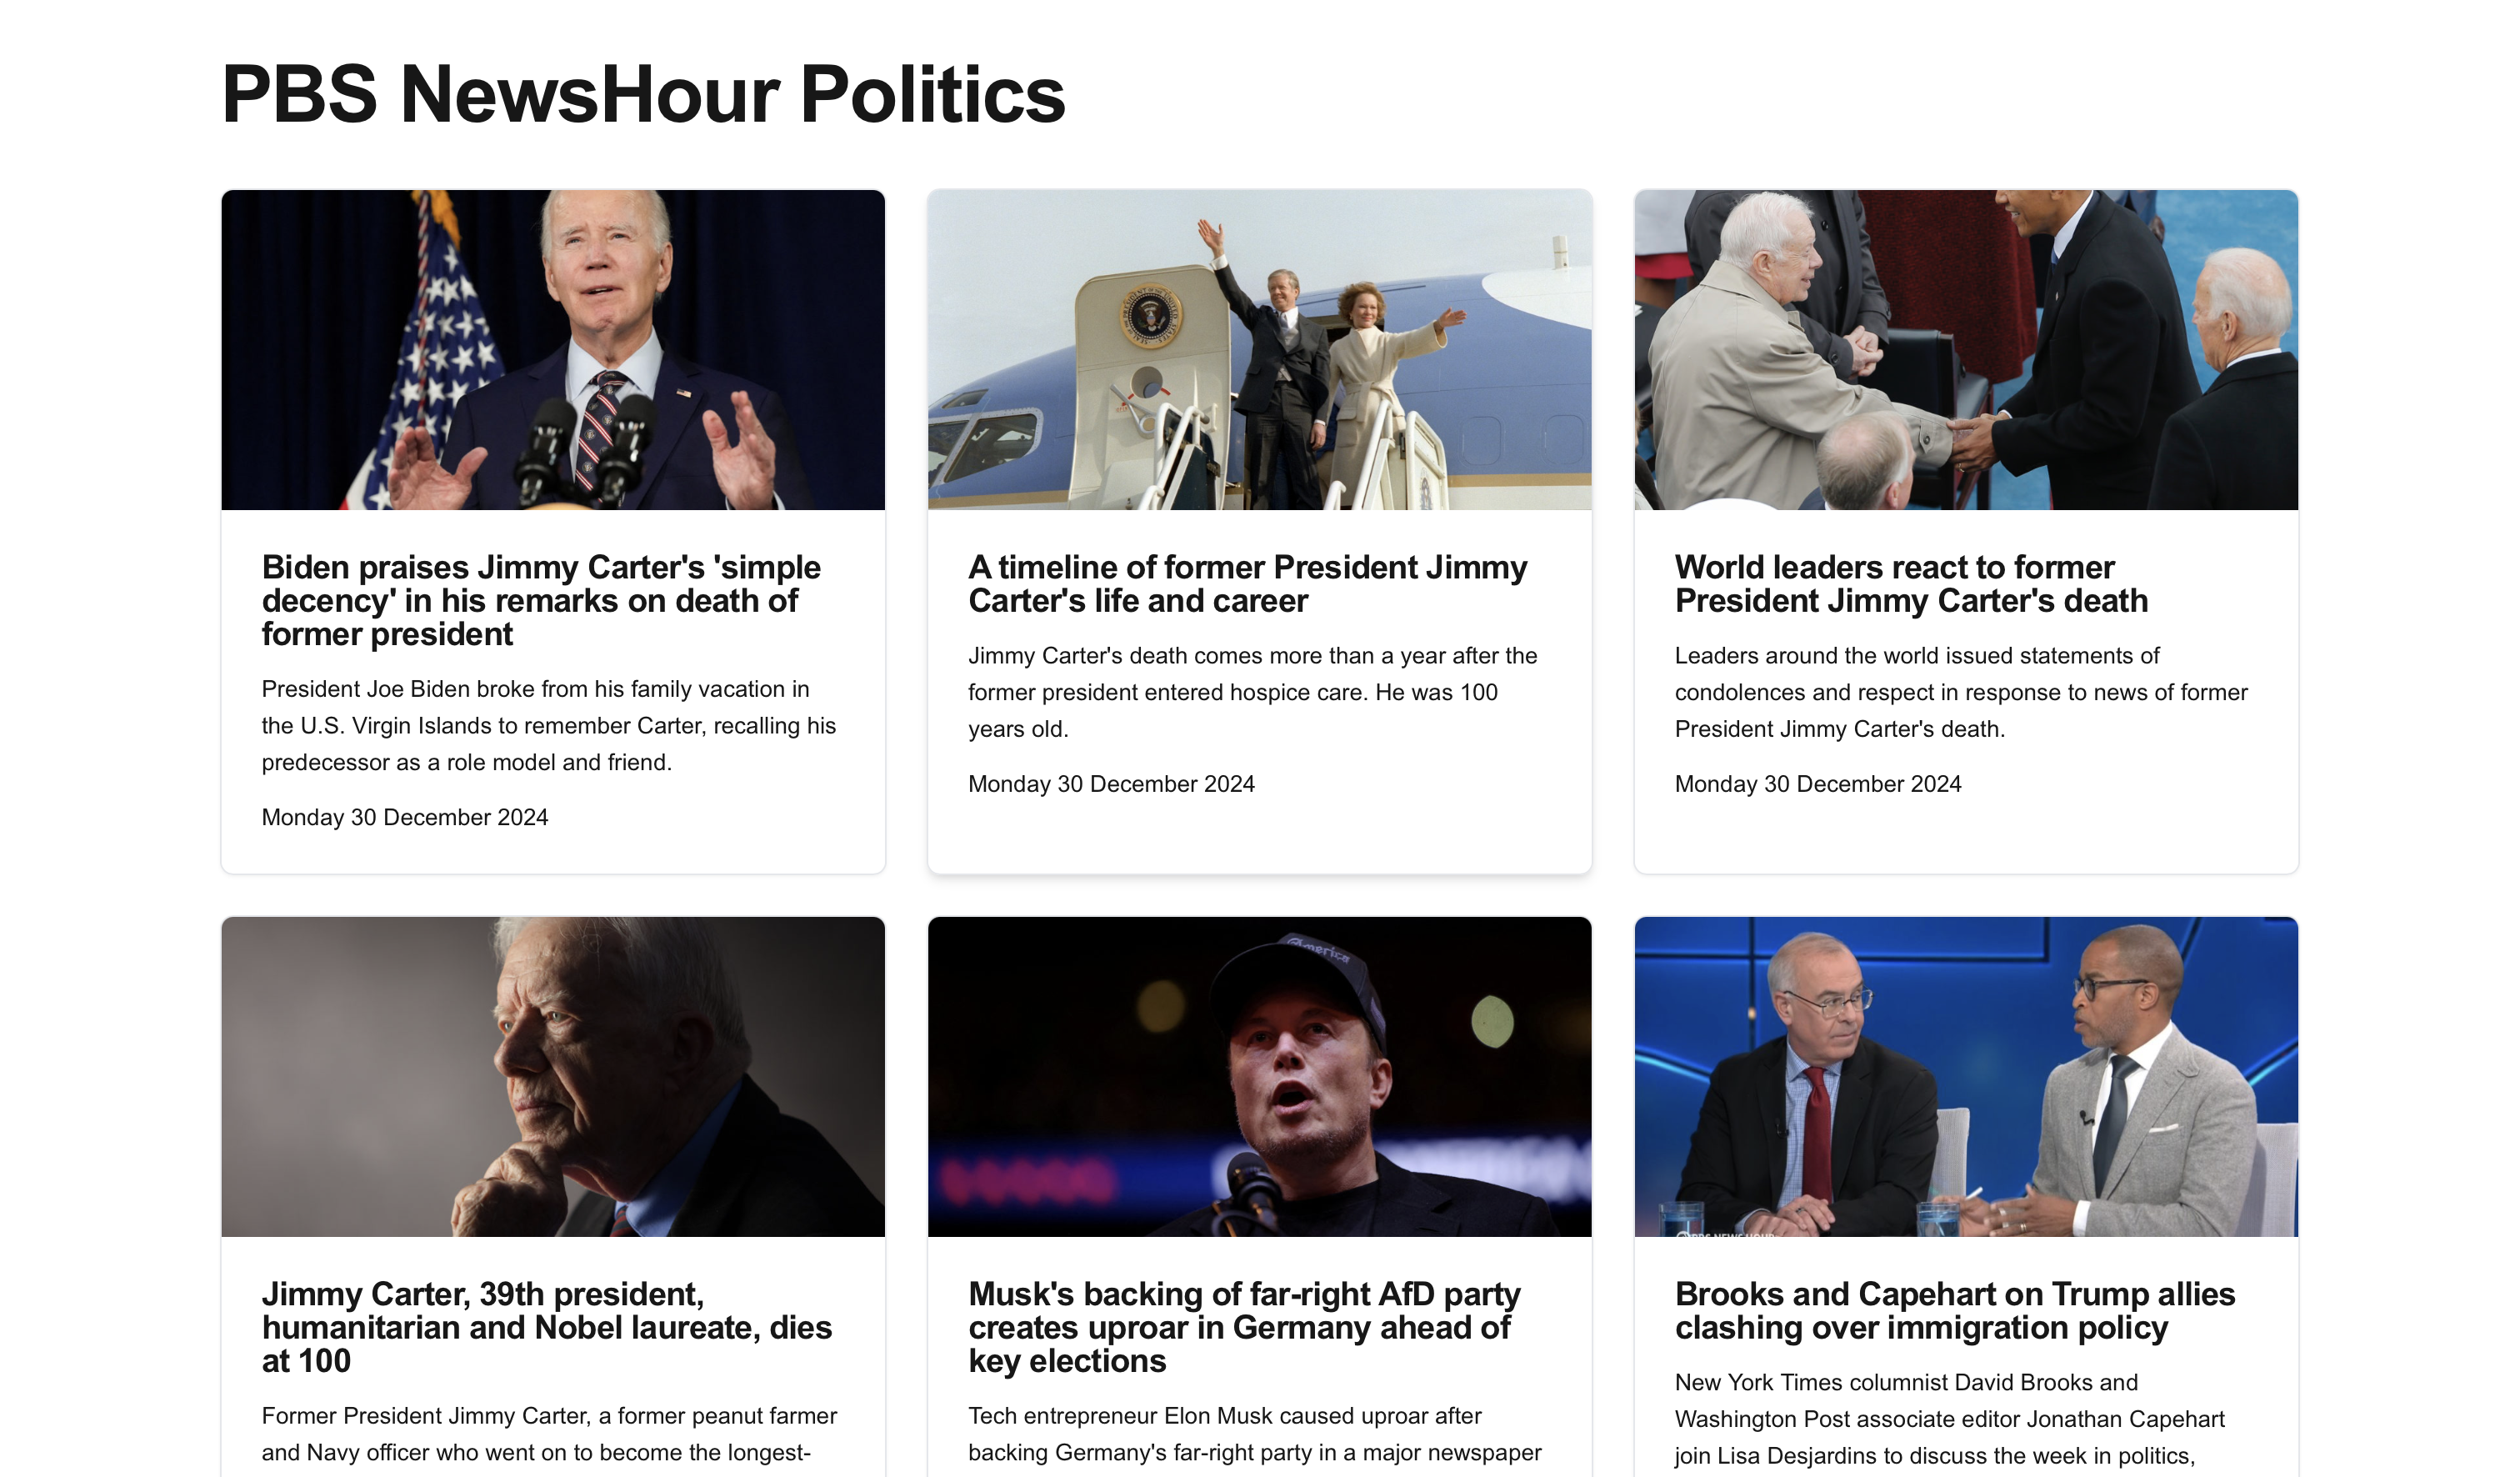 PBS NewsHour Politics
Biden praises Jimmy Carter's 'simple
decency' in his remarks on death of
former president
President Joe Biden broke from his family vacation in
the U.S. Virgin Islands to remember Carter, recalling his
predecessor as a role model and friend.
Monday 30 December 2024
A timeline of former President Jimmy
Carter's life and career
Jimmy Carter's death comes more than a year after the
former president entered hospice care. He was 100
years old.
Monday 30 December 2024
World leaders react to former
President Jimmy Carter's death
Leaders around the world issued statements of
condolences and respect in response to news of former
President Jimmy Carter's death.
Monday 30 December 2024
America
PBS NEWS HOUR
Jimmy Carter, 39th president,
humanitarian and Nobel laureate, dies
at 100
Former President Jimmy Carter, a former peanut farmer
and Navy officer who went on to become the longest-
Musk's backing of far-right AfD party
creates uproar in Germany ahead of
key elections
Tech entrepreneur Elon Musk caused uproar after
backing Germany's far-right party in a major newspaper
Brooks and Capehart on Trump allies
clashing over immigration policy
New York Times columnist David Brooks and
Washington Post associate editor Jonathan Capehart
join Lisa Desjardins to discuss the week in politics,